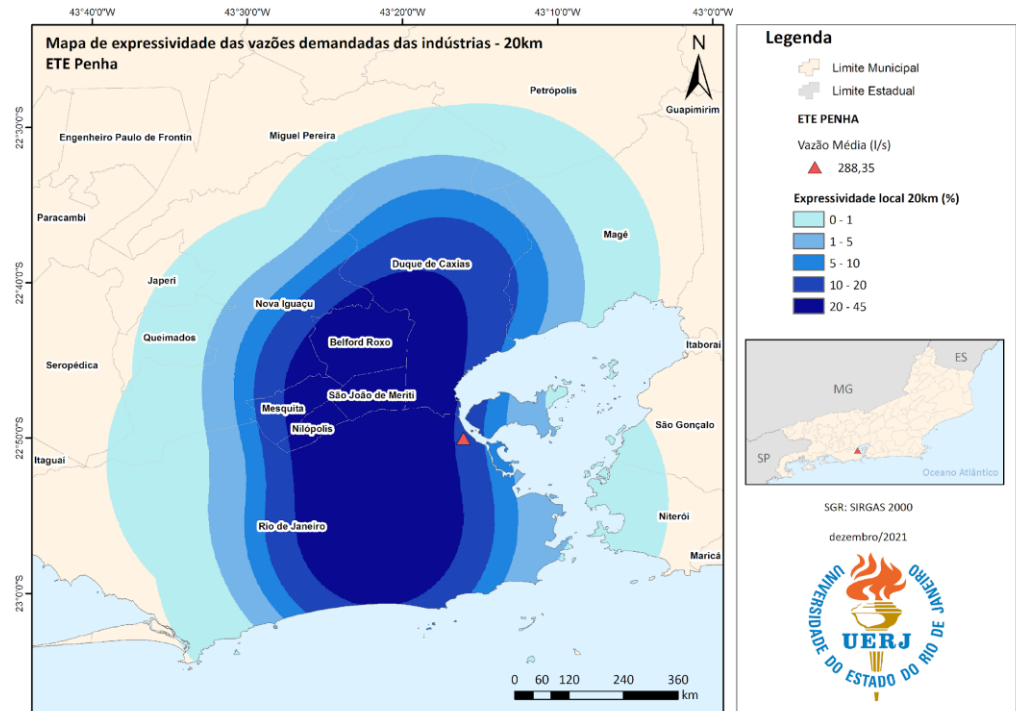 43°40'0"W
43°30'0"W
43°20'0"W
43°10'0"W
43°0'0"W
Mapa de expressividade das vazões demandadas das indústrias - 20km
ETE Penha
N
Petrópolis
Guapimirim
22°30'0"S
Engenheiro Paulo de Frontin
Miguel Pereira
Paracambi
Magé
Duque de Caxias
22°40'0"S
Japeri
Nova Iguaçu
Queimados
Belford Roxo
Itaboraí
Seropédica
São João de Meriti
Mesquita
Nilópolis
São Gonçalo
22°50'0"S
Itaguaí
Niterói
Rio de Janeiro
Maricá
23°0'0"S
0 60 120 240 360
km
Legenda
Limite Municipal
Limite Estadual
ETE PENHA
Vazão Média (l/s)
288,35
Expressividade local 20km (%)
0 - 1
1 - 5
5 - 10
10 - 20
20 - 45
ES
MG
SP
Oceano Atlântico
SGR: SIRGAS 2000
dezembro/2021
UNIVERSIDADE DO ESTADO DO RIO DE JANEIRO
UERJ